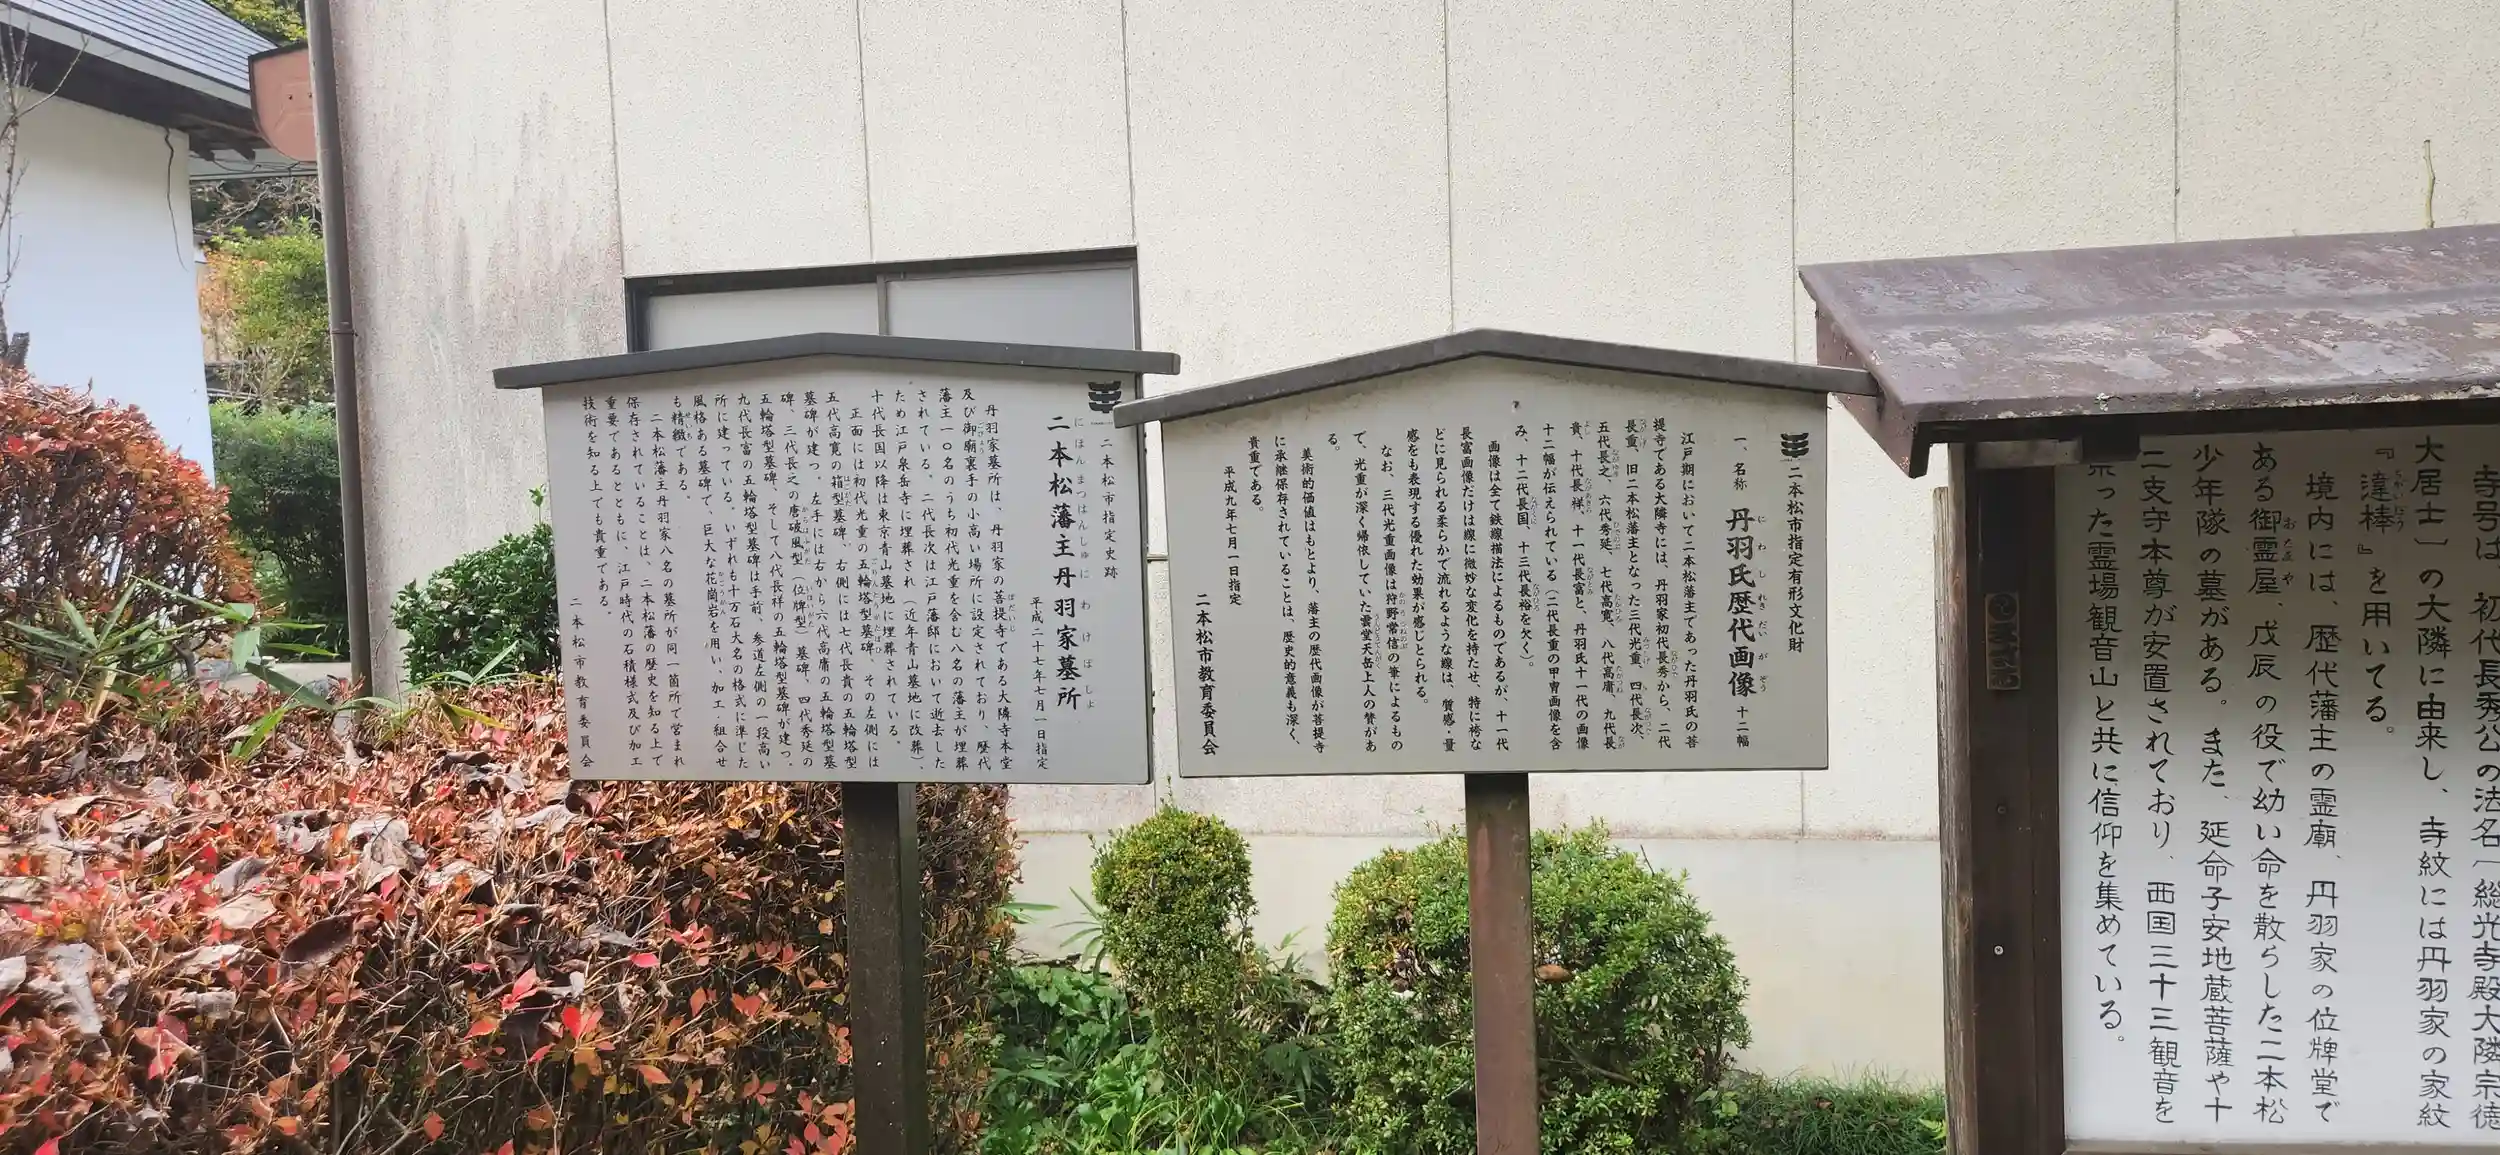 二本松市指定史跡
二本松藩主丹羽家墓所
にほんまつはんしゅにわけぼしょ
平成二十七年七月一日指定
丹羽家墓所は、丹羽家の菩提寺である大隣寺本堂
及び御廟裏手の小高い場所に設定されており、歴代
藩主一〇名のうち初代光重を含む八名の藩主が埋葬
されている。二代長次は江戸藩邸において逝去した
ため江戸泉岳寺に埋葬され（近年青山墓地に改葬）、
十代長国以降は東京青山墓地に埋葬されている。
正面には初代光重の五輪塔型墓碑、その左側には
五代高寛の箱型墓碑、右側には七代長貴の五輪塔型
墓碑が建つ。左手には右から六代高庸の五輪塔型墓
碑、三代長之の唐破風型（位牌型）墓碑、四代秀延の
五輪塔型墓碑、そして八代長祥の五輪塔型墓碑が建つ。
九代長富の五輪塔型墓碑は手前、参道左側の一段高い
所に建っている。いずれも十万石大名の格式に準じた
風格ある墓碑で、巨大な花崗岩を用い、加工・組合せ
も精緻である。
二本松藩主丹羽家八名の墓所が同一箇所で営まれ
保存されていることは、二本松藩の歴史を知る上で
重要であるとともに、江戸時代の石積様式及び加工
技術を知る上でも貴重である。
二本松市教育委員会
二本松市指定有形文化財
一、名称 丹羽氏歴代画像 十二幅
にわしれきだいがぞう
江戸期において二本松藩主であった丹羽氏の菩
提寺である大隣寺には、丹羽家初代長秀から、二代
長重、旧二本松藩主となった三代光重、四代長次、
五代長之、六代秀延、七代高寛、八代高庸、九代長
貴、十代長祥、十一代長富と、丹羽氏十一代の画像
十二幅が伝えられている（二代長重の甲冑画像を含
み、十二代長国、十三代長裕を欠く）。
画像は全て鉄線描法によるものであるが、十一代
長富画像だけは線に微妙な変化を持たせ、特に袴な
どに見られる柔らかで流れるような線は、質感・量
感をも表現する優れた効果が感じとられる。
なお、三代光重画像は狩野常信の筆によるもの
で、光重が深く帰依していた雲堂天岳上人の賛があ
る。
美術的価値はもとより、藩主の歴代画像が菩提寺
に承継保存されていることは、歴史的意義も深く、
貴重である。
平成九年七月一日指定
二本松市教育委員会
寺号は、初代長秀公の法名〔総光寺殿大隣宗徳
大居士〕の大隣に由来し、寺紋には丹羽家の家紋
『違棒』を用いてる。
境内には、歴代藩主の霊廟、丹羽家の位牌堂で
ある御霊屋、戊辰の役で幼い命を散らした二本松
少年隊の墓がある。また、延命子安地蔵菩薩や十
二支守本尊が安置されており、西国三十三観音を
祭った霊場観音山と共に信仰を集めている。